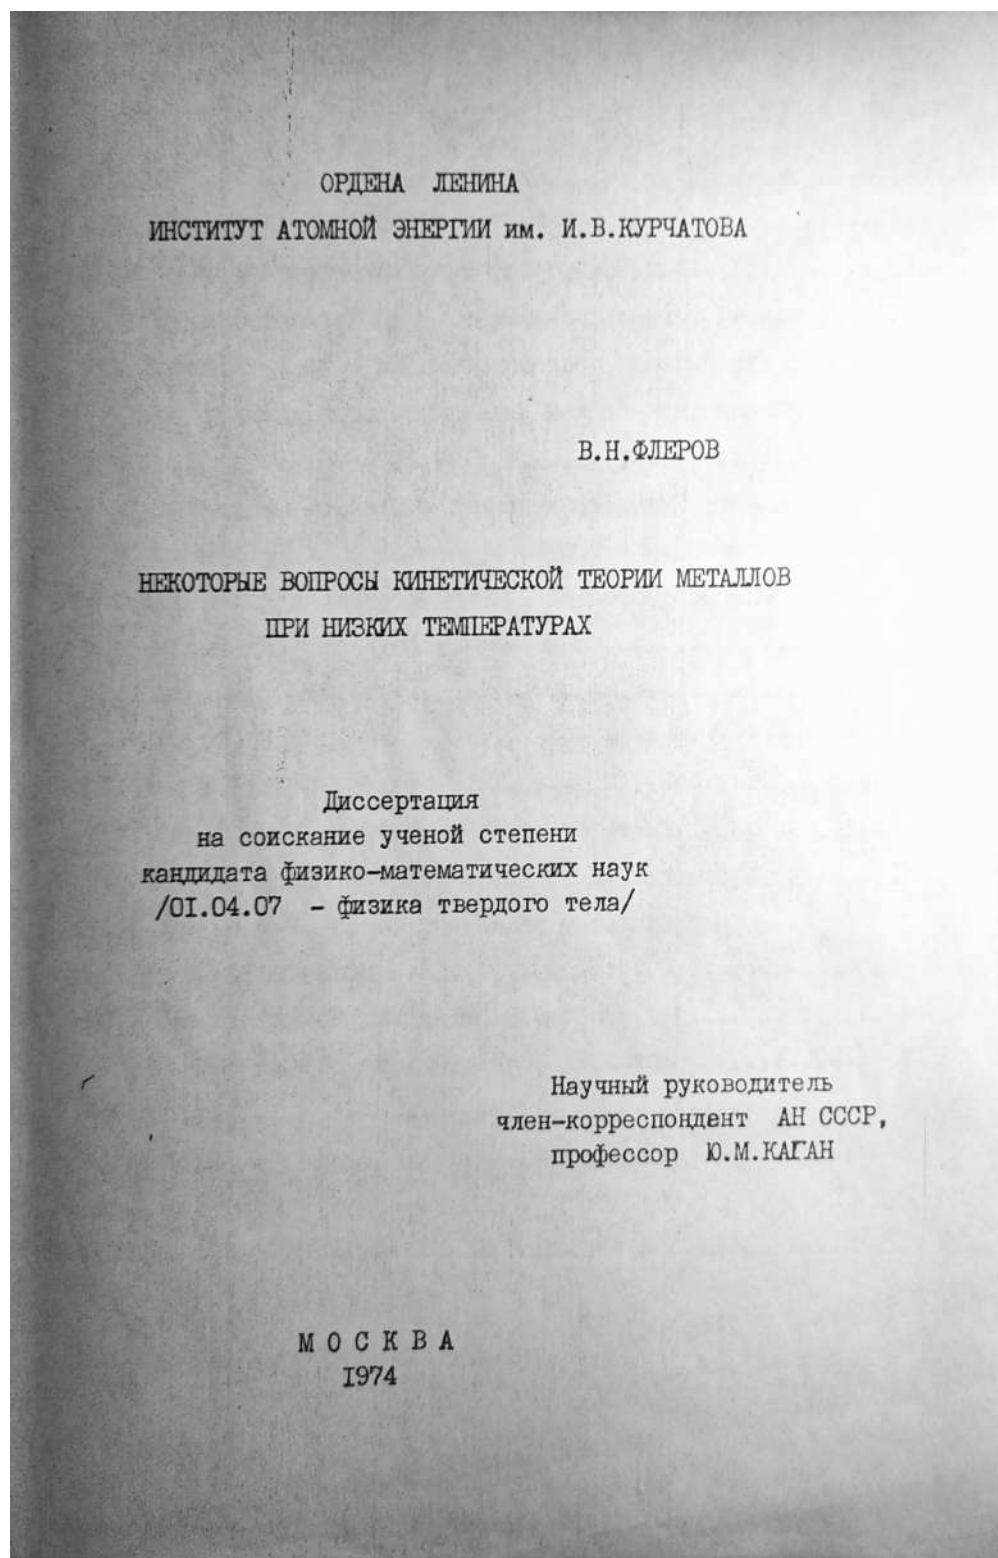 ОРДЕНА ЛЕНИНА
ИНСТИТУТ АТОМНОЙ ЭНЕРГИИ им. И.В.КУРЧАТОВА
В.Н.ФЛЕРОВ
НЕКОТОРЫЕ ВОПРОСЫ КИНЕТИЧЕСКОЙ ТЕОРИИ МЕТАЛЛОВ
ПРИ НИЗКИХ ТЕМПЕРАТУРАХ
Диссертация
на соискание ученой степени
кандидата физико-математических наук
/01.04.07 - физика твердого тела/
Научный руководитель
член-корреспондент АН СССР,
профессор Ю.М.КАГАН
М О С К В А
1974